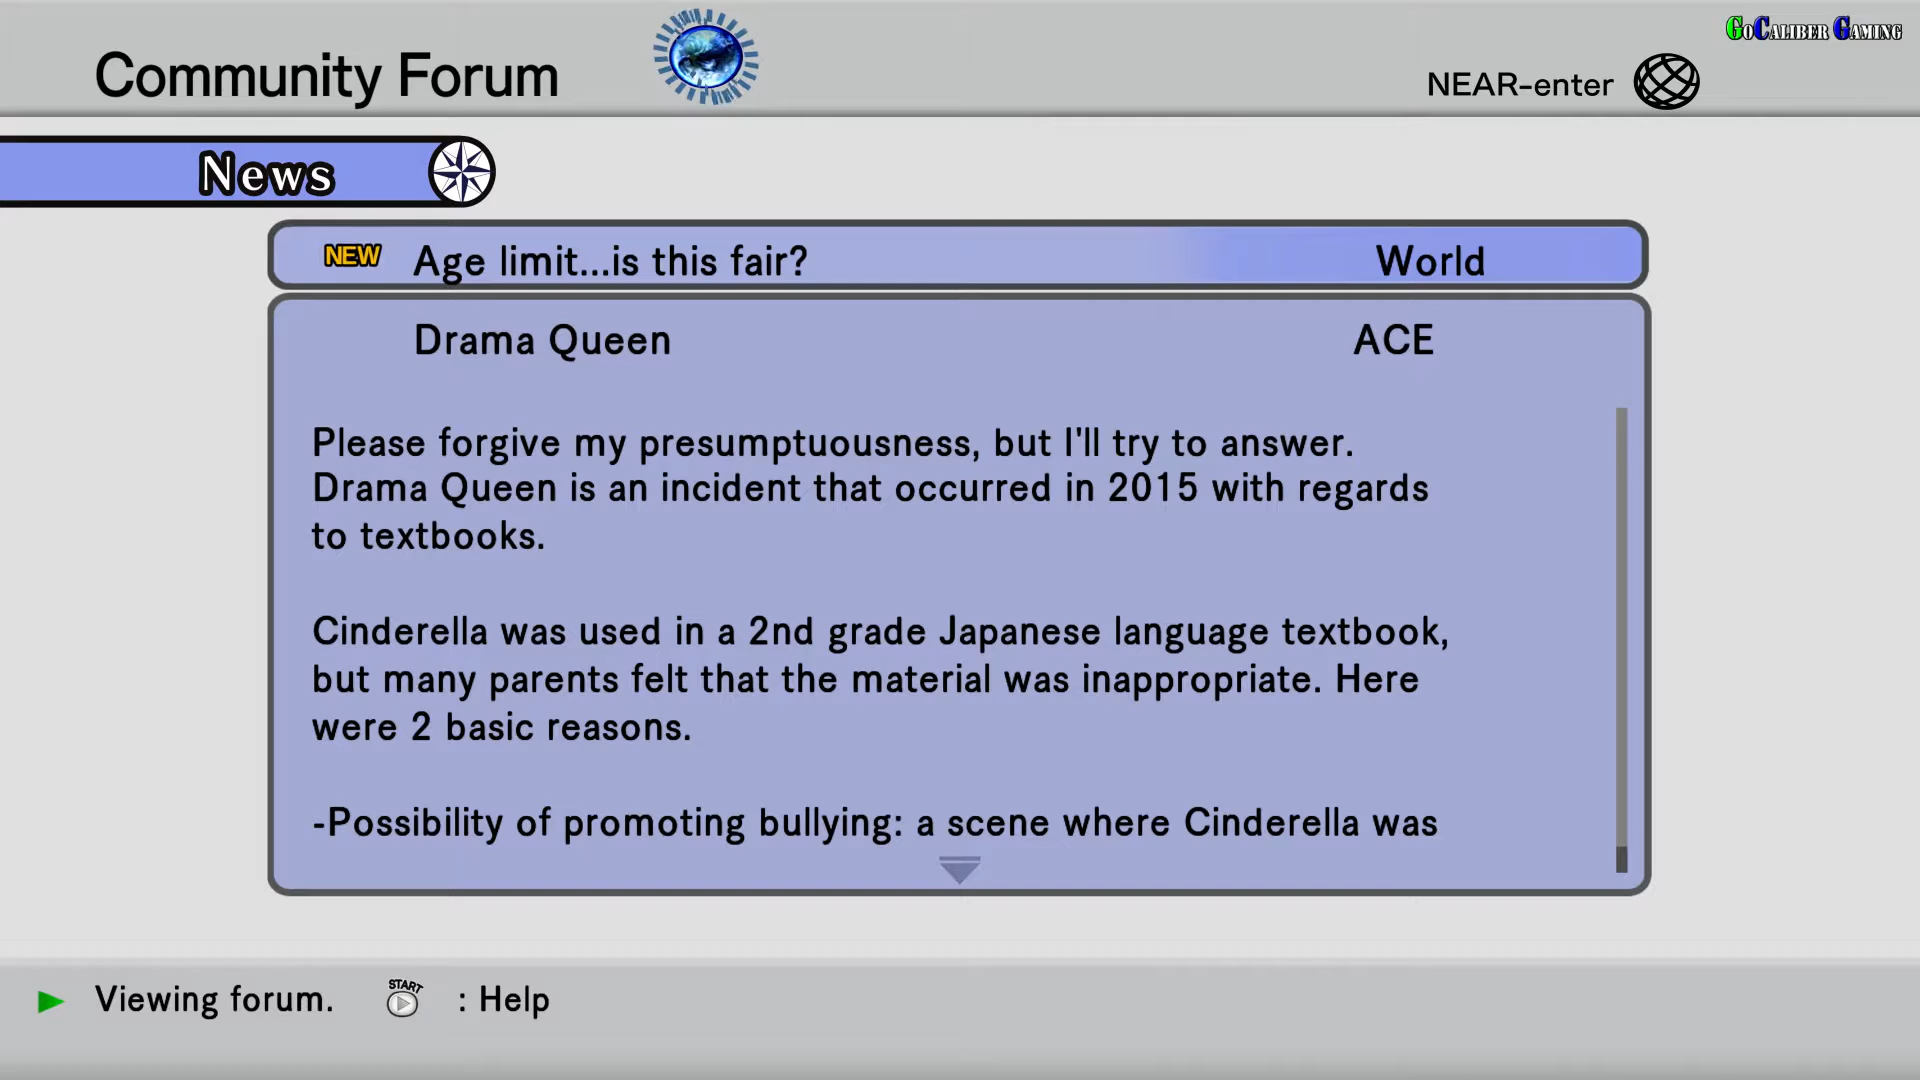 Community Forum
GoCaliber Gaming
NEAR-enter
News
NEW Age limit...is this fair? World
Drama Queen ACE
Please forgive my presumptuousness, but I'll try to answer.
Drama Queen is an incident that occurred in 2015 with regards
to textbooks.
Cinderella was used in a 2nd grade Japanese language textbook,
but many parents felt that the material was inappropriate. Here
were 2 basic reasons.
-Possibility of promoting bullying: a scene where Cinderella was
Viewing forum. START : Help